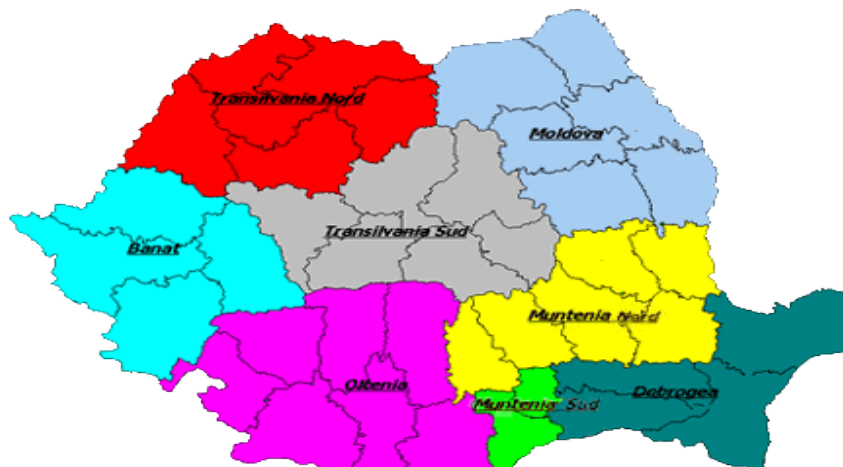 Transilvania Nord
Moldova
Transilvania Sud
Banat
Muntenia Nord
Oltenia
Dobrogea
Muntenia Sud